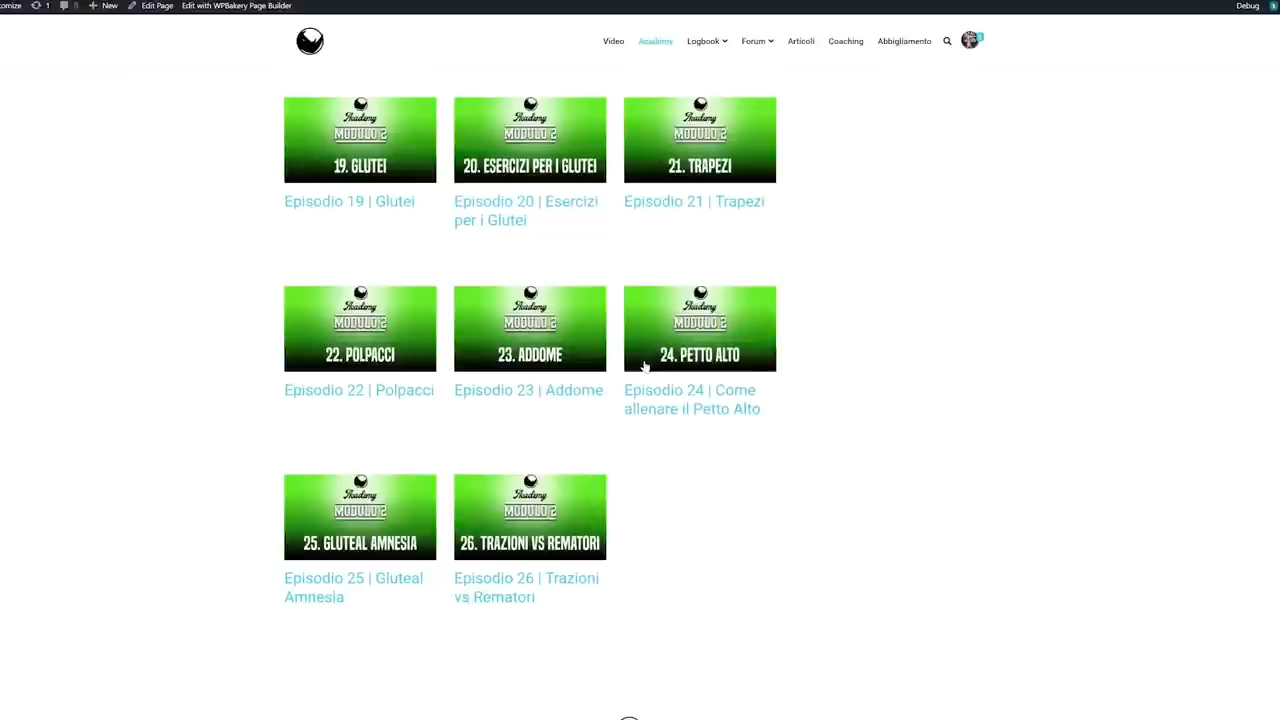 omize 1 0 New Edit Page Edit with WPBakery Page Builder Debug
Video Academy Logbook Forum Articoli Coaching Abbigliamento
Academy Academy Academy
MODULO 2 MODULO 2 MODULO 2
19. GLUTEI 20. ESERCIZI PER I GLUTEI 21. TRAPEZI
Episodio 19 | Glutei Episodio 20 | Esercizi Episodio 21 | Trapezi
per i Glutei
Academy Academy Academy
MODULO 2 MODULO 2 MODULO 2
22. POLPACCI 23. ADDOME 24. PETTO ALTO
Episodio 22 | Polpacci Episodio 23 | Addome Episodio 24 | Come
allenare il Petto Alto
Academy Academy
MODULO 2 MODULO 2
25. GLUTEAL AMNESIA 26. TRAZIONI VS REMATORI
Episodio 25 | Gluteal Episodio 26 | Trazioni
Amnesia vs Rematori